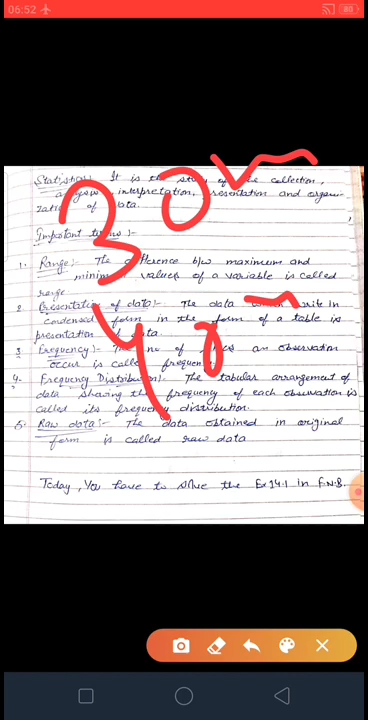 06:52
80
30
48
Statistics: It is the study of the collection,
analysis, interpretation, presentation and organi-
zation of data.
Important terms :-
1. Range:- The difference b/w maximum and
minimum values of a variable is called
range.
2. Presentation of data:- The data write in
condensed form in the form of a table is
presentation of data.
3. Frequency:- The no of an observation
occur is called frequency.
4. Frequency Distribution:- The tabular arrangement of
data showing the frequency of each observation is
called its frequency distribution.
5. Raw data:- The data obtained in original
form is called raw data
Today, You have to solve the Ex 14.1 in F.N.B.